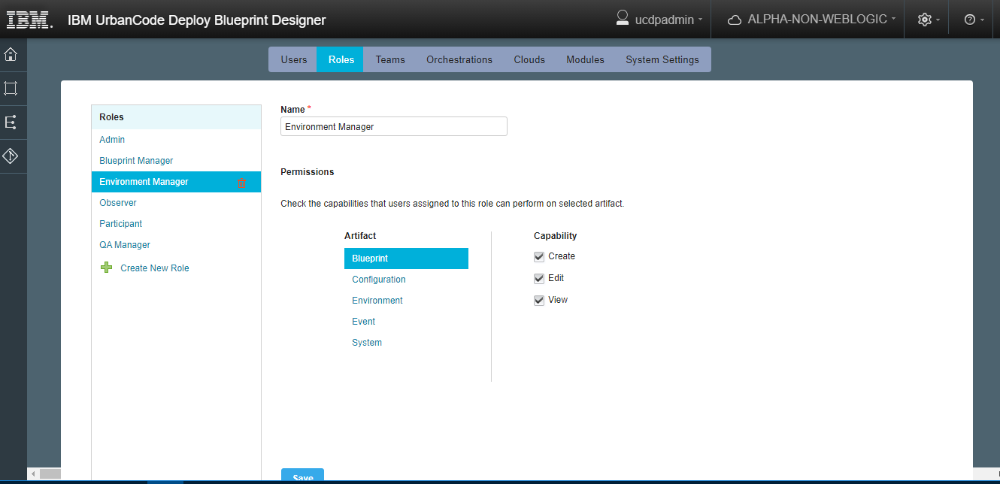 IBM. IBM UrbanCode Deploy Blueprint Designer ucdpadmin ALPHA-NON-WEBLOGIC
Users Roles Teams Orchestrations Clouds Modules System Settings
Roles
Admin
Blueprint Manager
Environment Manager
Observer
Participant
QA Manager
Create New Role
Name *
Environment Manager
Permissions
Check the capabilities that users assigned to this role can perform on selected artifact.
Artifact
Blueprint
Configuration
Environment
Event
System
Capability
Create
Edit
View
Save